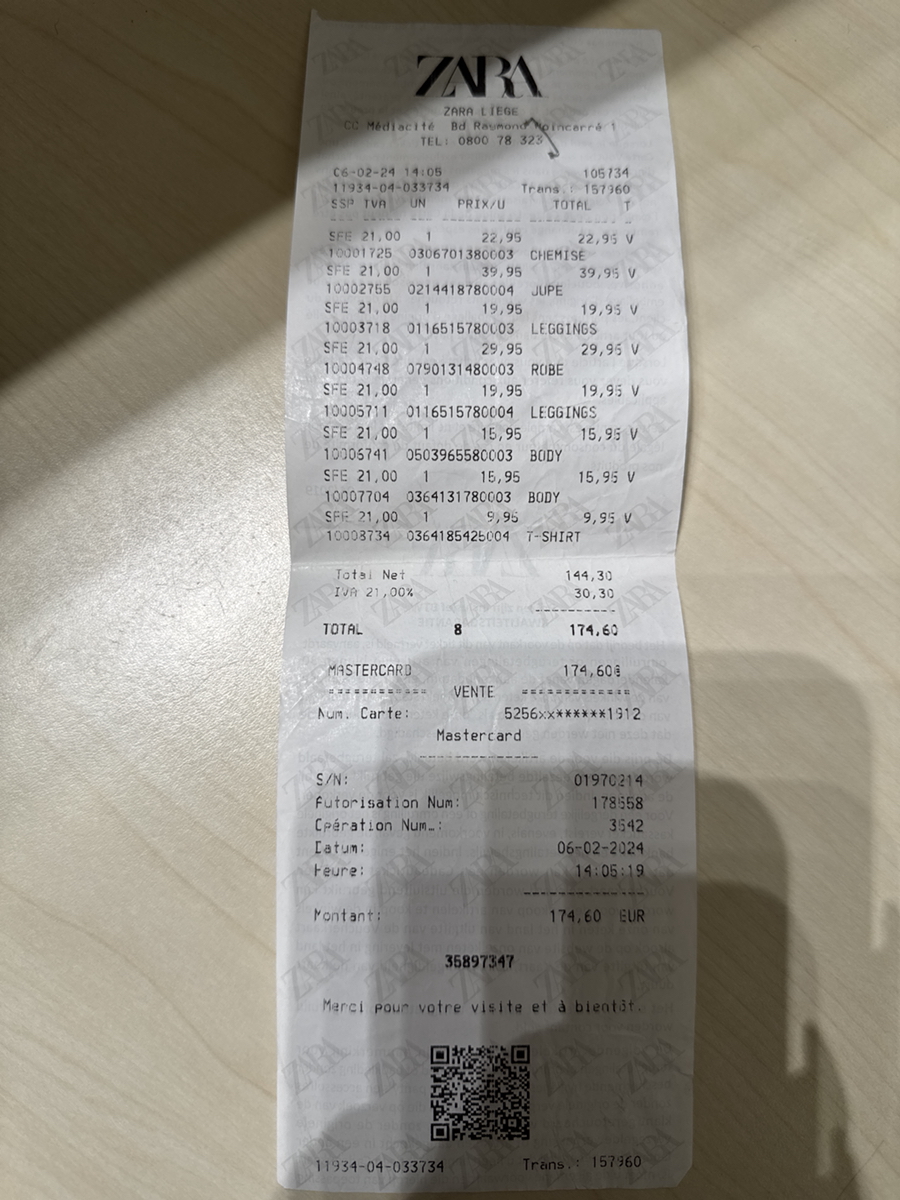 ZARA
ZARA LIEGE
CC Médiacité Bd Raymond Poincarré 1
TEL: 0800 78 323
06-02-24 14:05 105734
11934-04-033734 Trans.: 157960
SSP TVA UN PRIX/U TOTAL T
SFE 21,00 1 22,95 22,95 V
10001725 0306701380003 CHEMISE
SFE 21,00 1 39,95 39,95 V
10002755 0214418780004 JUPE
SFE 21,00 1 19,95 19,95 V
10003718 0116515780003 LEGGINGS
SFE 21,00 1 29,95 29,95 V
10004748 0790131480003 ROBE
SFE 21,00 1 19,95 19,95 V
10005711 0116515780004 LEGGINGS
SFE 21,00 1 15,95 15,95 V
10006741 0503965580003 BODY
SFE 21,00 1 15,95 15,95 V
10007704 0364131780003 BODY
SFE 21,00 1 9,95 9,95 V
10008734 0364185425004 T-SHIRT
Total Net 144,30
IVA 21,00% 30,30
TOTAL 8 174,60
MASTERCARD 174,60
============ VENTE =============
Num. Carte: 5256xx******1912
Mastercard
S/N: 01970214
Autorisation Num: 178558
Opération Num.: 3542
Datum: 06-02-2024
Heure: 14:05:19
Montant: 174,60 EUR
35897347
Merci pour votre visite et à bientôt.
11934-04-033734 Trans.: 157960